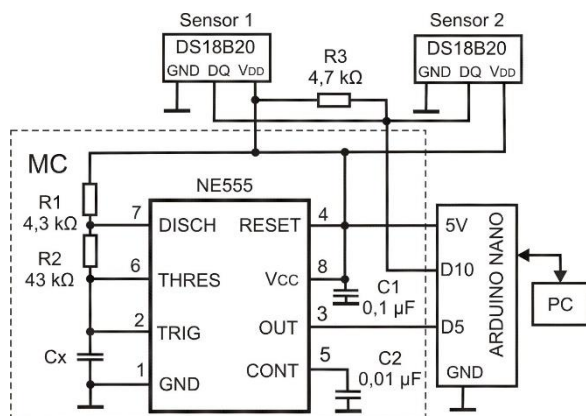 Sensor 1
Sensor 2
DS18B20
GND DQ VDD
R3
4,7 kΩ
DS18B20
GND DQ VDD
MC
R1
4,3 kΩ
R2
43 kΩ
Cx
NE555
7
DISCH
RESET
4
6
THRES
VCC
8
2
TRIG
OUT
3
1
GND
CONT
5
C1
0,1 µF
C2
0,01 µF
5V
D10
D5
GND
ARDUINO NANO
PC